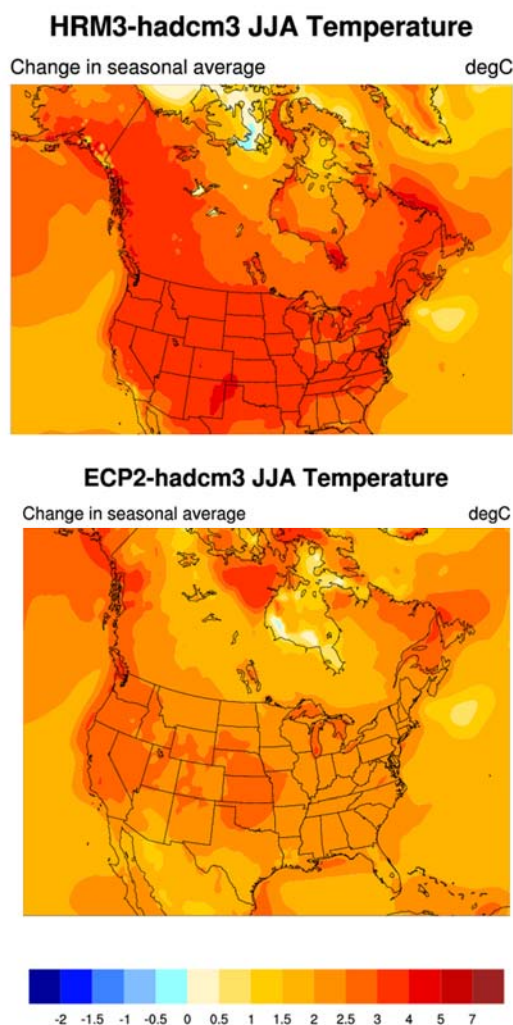 HRM3-hadcm3 JJA Temperature
Change in seasonal average degC
ECP2-hadcm3 JJA Temperature
Change in seasonal average degC
-2 -1.5 -1 -0.5 0 0.5 1 1.5 2 2.5 3 4 5 7